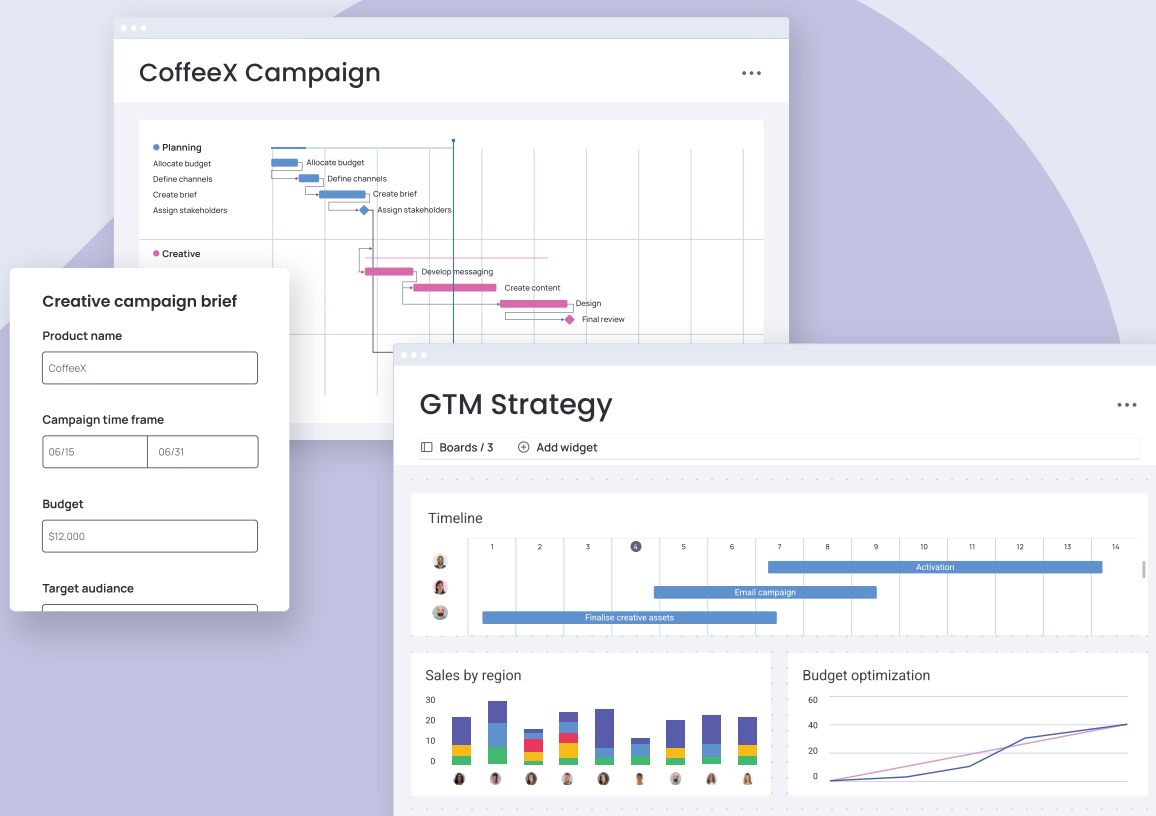 CoffeeX Campaign
Planning
Allocate budget
Allocate budget
Define channels
Define channels
Create brief
Create brief
Assign stakeholders
Assign stakeholders
Creative
Develop messaging
Create content
Design
Final review
Creative campaign brief
Product name
CoffeeX
Campaign time frame
06/15 06/31
Budget
$12,000
Target audiance
GTM Strategy
Boards / 3 Add widget
Timeline
1 2 3 4 5 6 7 8 9 10 11 12 13 14
Activation
Email campaign
Finalise creative assets
Sales by region
30
20
10
0
Budget optimization
60
40
20
0